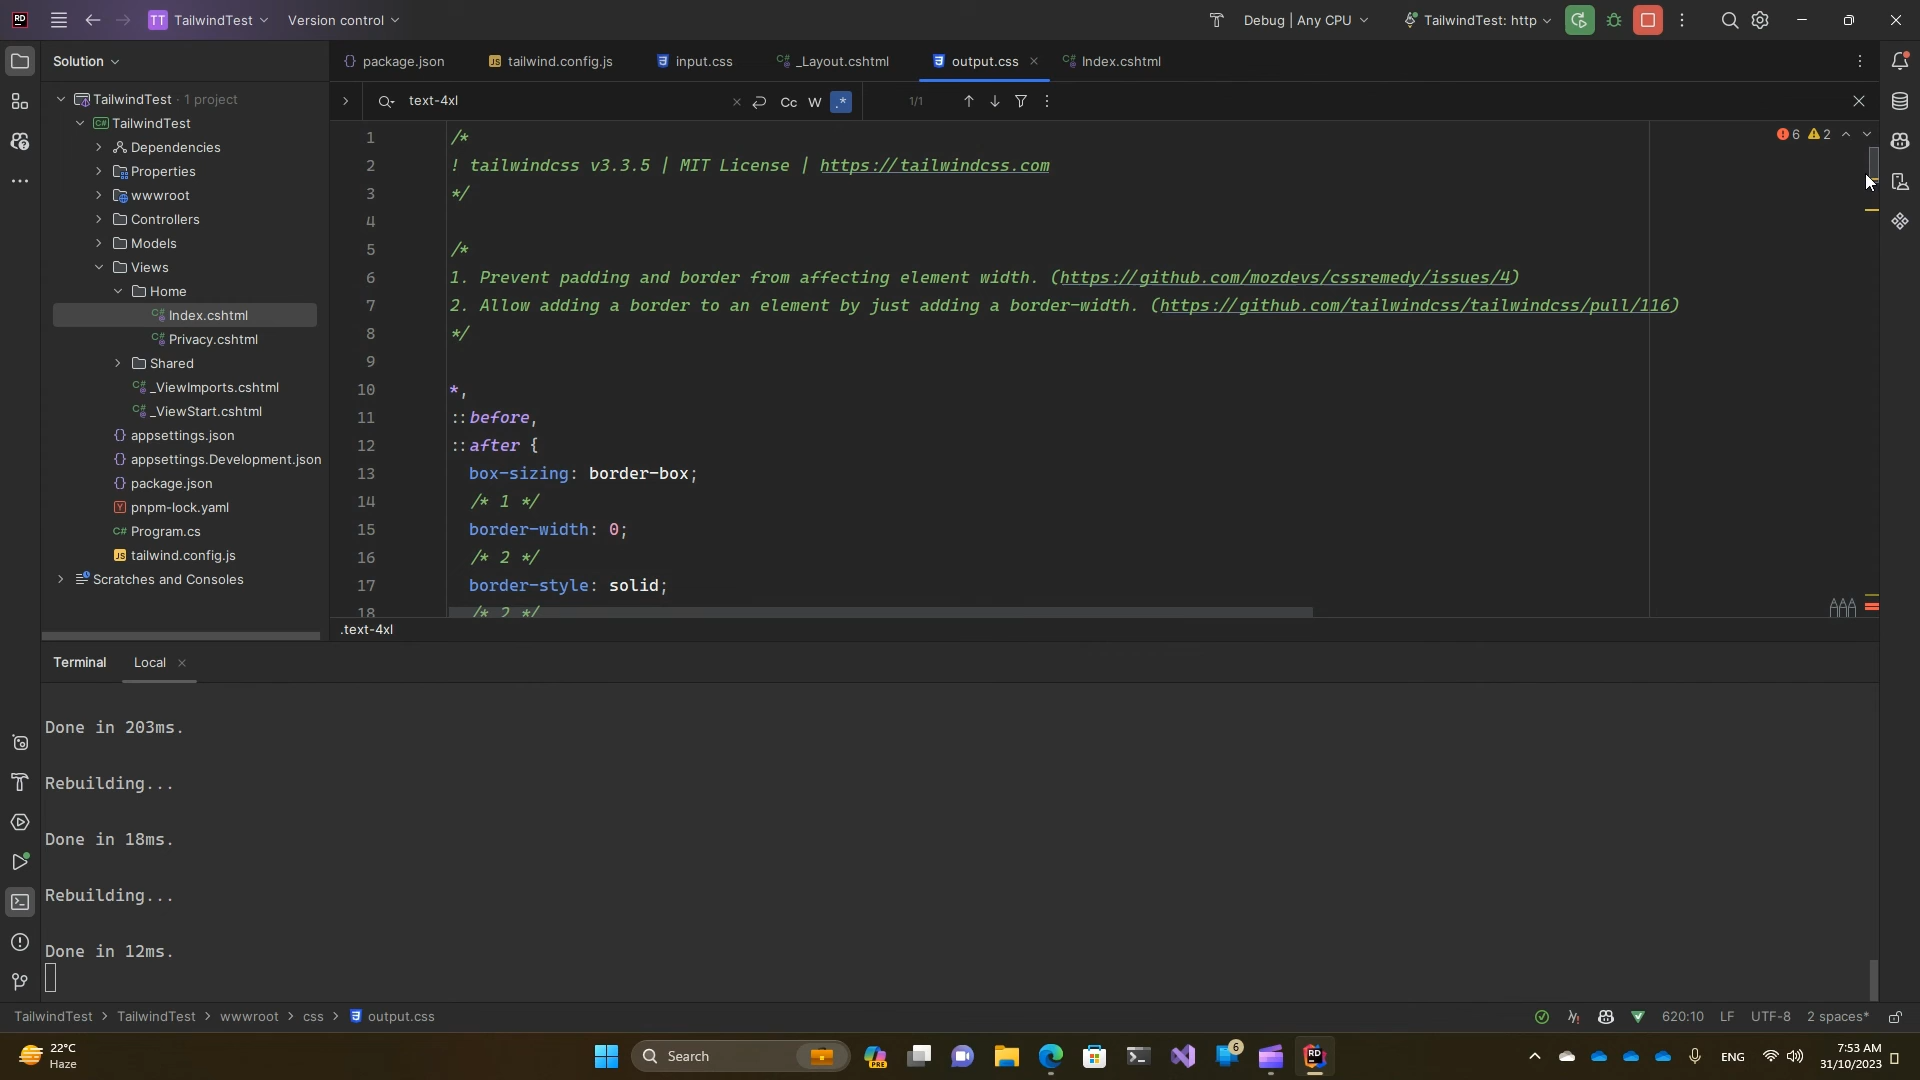 RD
TT TailwindTest
Version control
Debug | Any CPU
TailwindTest: http
Solution
package.json
JS tailwind.config.js
input.css
C# _Layout.cshtml
output.css
C# Index.cshtml
TailwindTest · 1 project
C# TailwindTest
Dependencies
Properties
wwwroot
Controllers
Models
Views
Home
C# Index.cshtml
C# Privacy.cshtml
Shared
C# _ViewImports.cshtml
C# _ViewStart.cshtml
appsettings.json
appsettings.Development.json
package.json
Y pnpm-lock.yaml
C# Program.cs
JS tailwind.config.js
Scratches and Consoles
text-4xl
Cc W .*
1/1
6 2
1 /*
2 ! tailwindcss v3.3.5 | MIT License | https://tailwindcss.com
3 */
4
5 /*
6 1. Prevent padding and border from affecting element width. (https://github.com/mozdevs/cssremedy/issues/4)
7 2. Allow adding a border to an element by just adding a border-width. (https://github.com/tailwindcss/tailwindcss/pull/116)
8 */
9
10 *,
11 ::before,
12 ::after {
13 box-sizing: border-box;
14 /* 1 */
15 border-width: 0;
16 /* 2 */
17 border-style: solid;
18 /* 2 */
.text-4xl
Terminal
Local
Done in 203ms.
Rebuilding...
Done in 18ms.
Rebuilding...
Done in 12ms.
TailwindTest > TailwindTest > wwwroot > css > output.css
620:10
LF
UTF-8
2 spaces*
22°C
Haze
Search
PRE
6
RD
ENG
7:53 AM
31/10/2023